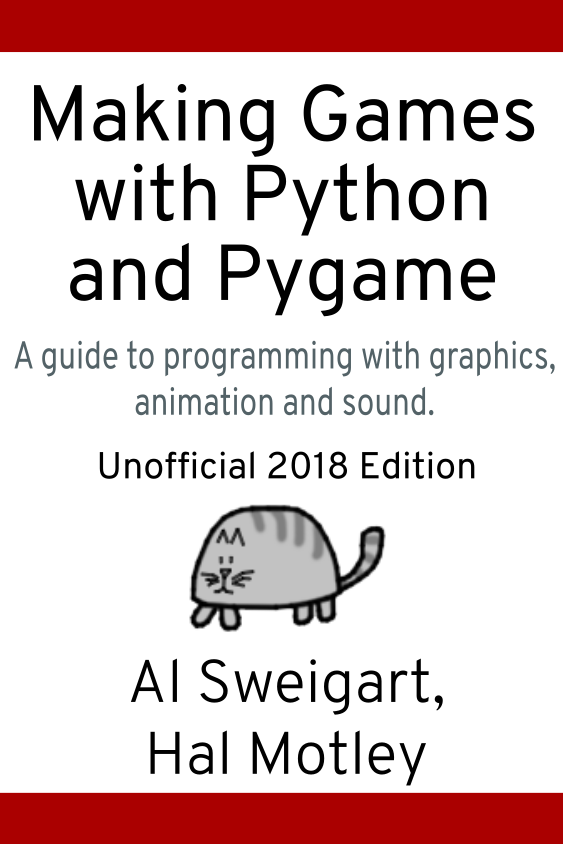 Making Games
with Python
and Pygame
A guide to programming with graphics,
animation and sound.
Unofficial 2018 Edition
Al Sweigart,
Hal Motley